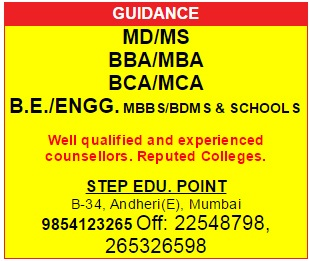 GUIDANCE
MD/MS
BBA/MBA
BCA/MCA
B.E./ENGG. MBBS/BDMS & SCHOOLS
Well qualified and experienced
counsellors. Reputed Colleges.
STEP EDU. POINT
B-34, Andheri(E), Mumbai
9854123265 Off: 22548798,
265326598